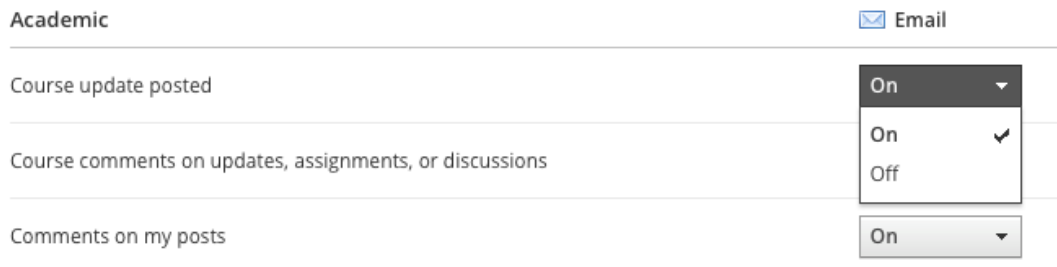 Academic Email
Course update posted On
On
Course comments on updates, assignments, or discussions
Off
Comments on my posts On